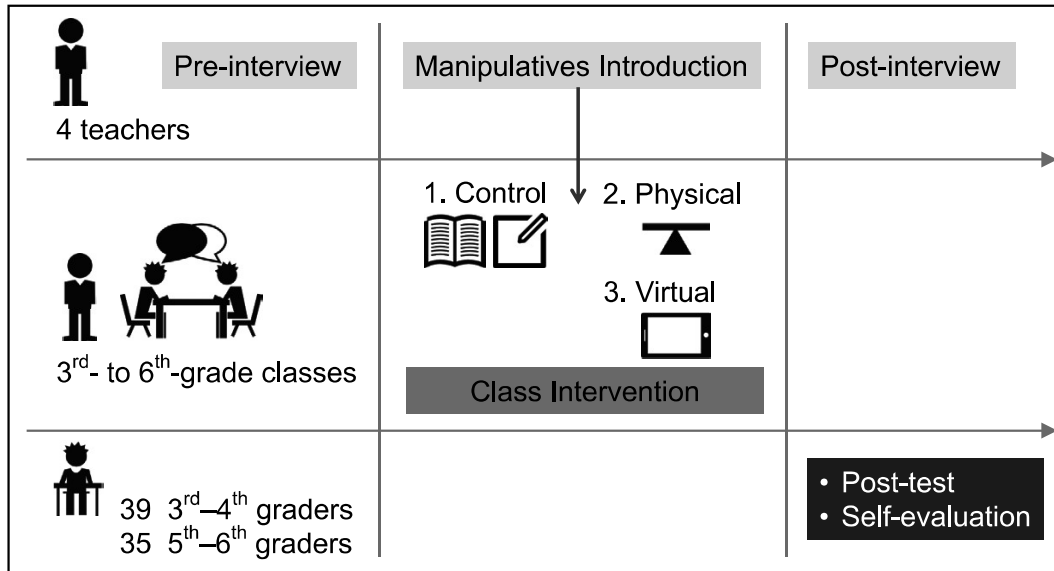 Pre-interview
Manipulatives Introduction
Post-interview
4 teachers
1. Control
2. Physical
3. Virtual
3rd- to 6th-grade classes
Class Intervention
39 3rd–4th graders
35 5th–6th graders
• Post-test
• Self-evaluation